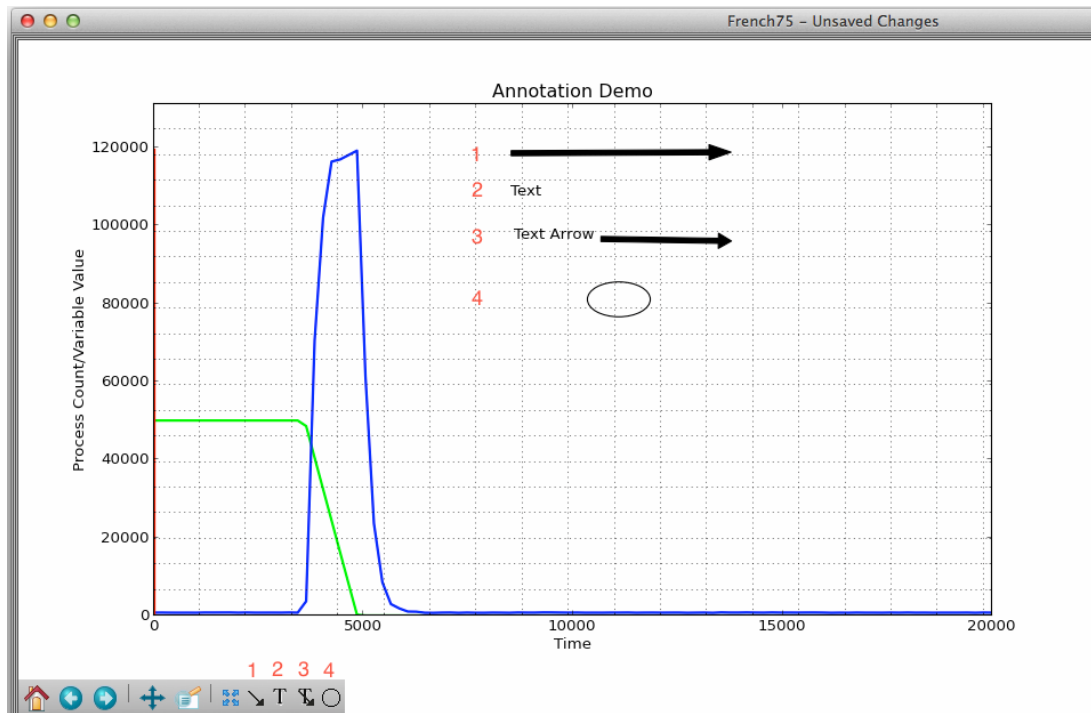 French75 – Unsaved Changes
Annotation Demo
Process Count/Variable Value
120000
100000
80000
60000
40000
20000
0
1
2 Text
3 Text Arrow
4
0 5000 10000 15000 20000
Time
1 2 3 4
T T